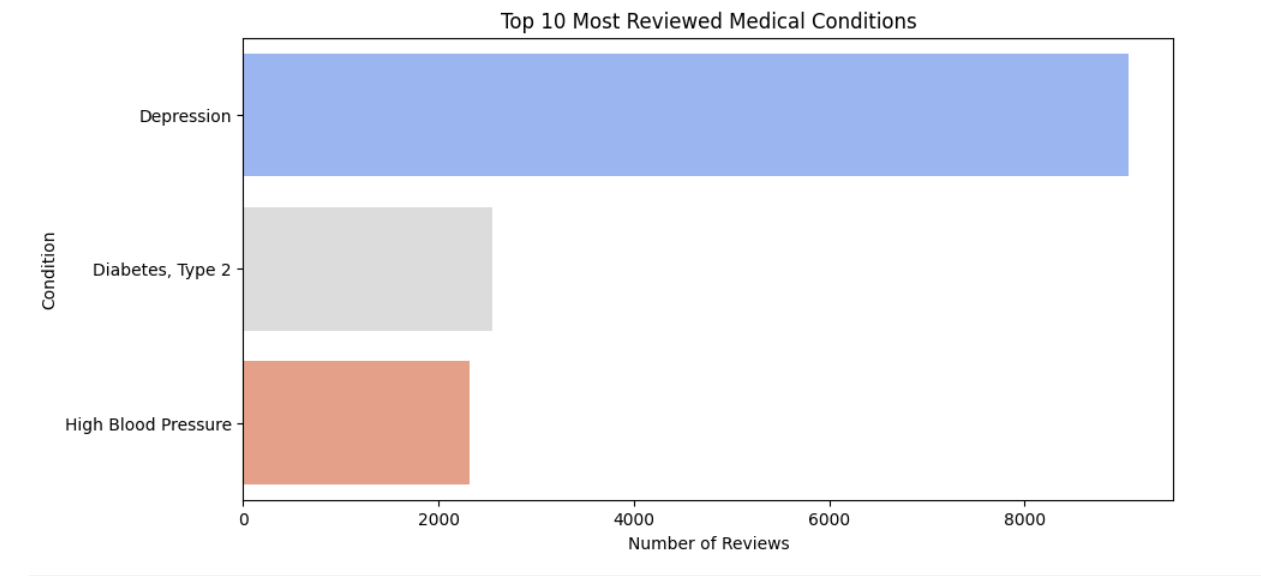 Top 10 Most Reviewed Medical Conditions
Depression
Diabetes, Type 2
High Blood Pressure
Condition
0 2000 4000 6000 8000
Number of Reviews